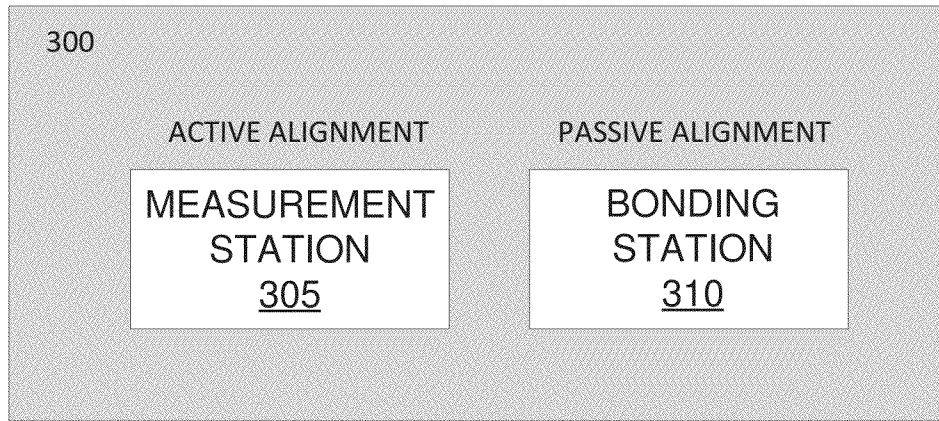 300
ACTIVE ALIGNMENT
MEASUREMENT
STATION
305
PASSIVE ALIGNMENT
BONDING
STATION
310